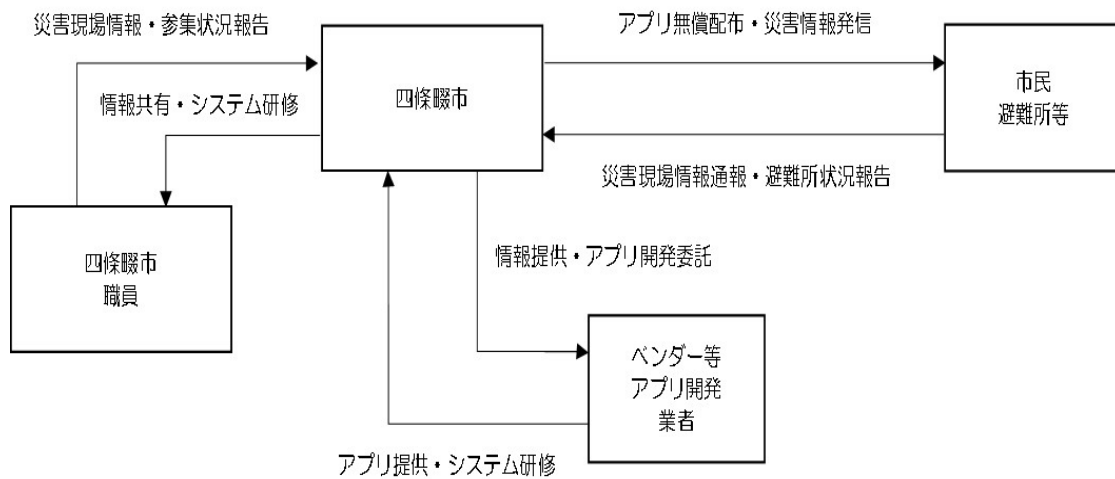 災害現場情報・参集状況報告
アプリ無償配布・災害情報発信
四條畷市
市民
避難所等
情報共有・システム研修
災害現場情報通報・避難所状況報告
四條畷市
職員
情報提供・アプリ開発委託
ベンダー等
アプリ開発
業者
アプリ提供・システム研修